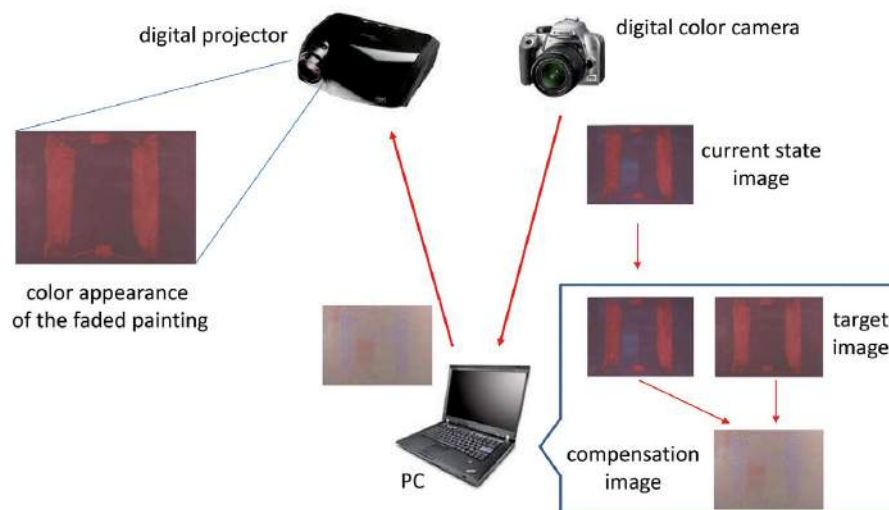 digital projector
digital color camera
current state
image
color appearance
of the faded painting
target
image
compensation
image
PC